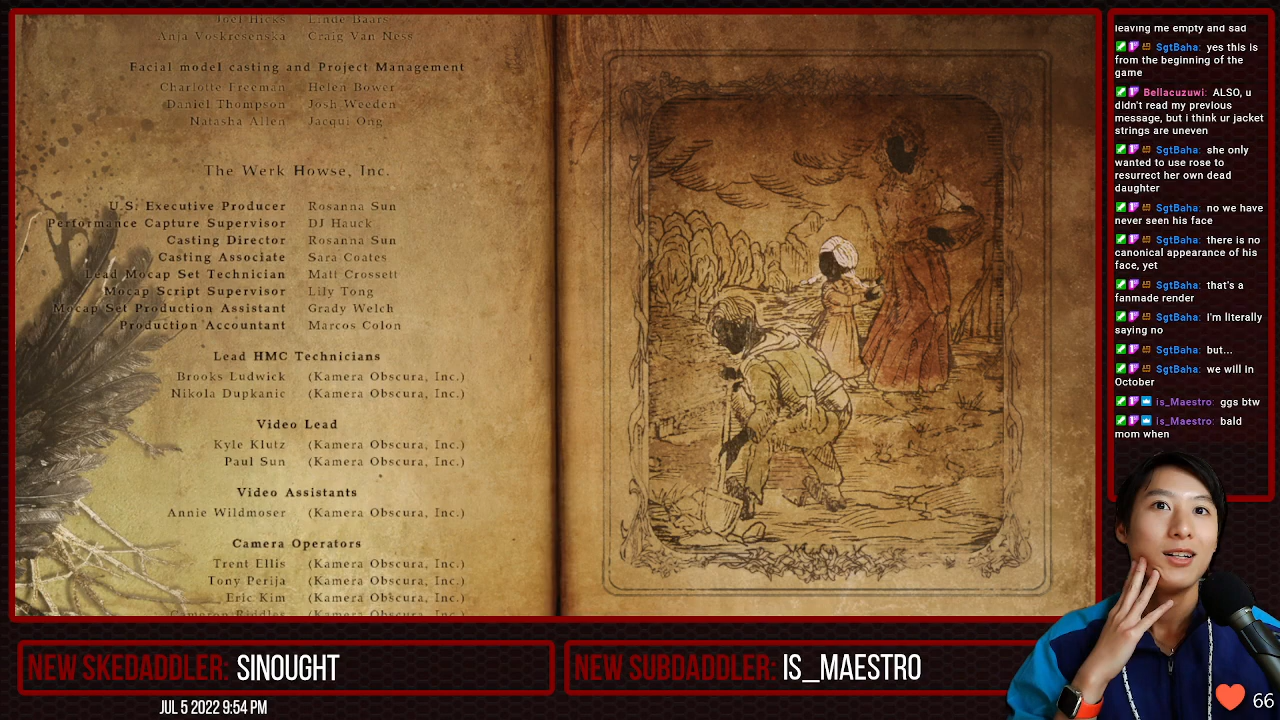 Joel Hicks Linde Baars
Anja Voskresenska Craig Van Ness
Facial model casting and Project Management
Charlotte Freeman Helen Bower
Daniel Thompson Josh Weeden
Natasha Allen Jacqui Ong
The Werk Howse, Inc.
U.S. Executive Producer Rosanna Sun
Performance Capture Supervisor DJ Hauck
Casting Director Rosanna Sun
Casting Associate Sara Coates
Lead Mocap Set Technician Matt Crossett
Mocap Script Supervisor Lily Tong
Mocap Set Production Assistant Grady Welch
Production Accountant Marcos Colon
Lead HMC Technicians
Brooks Ludwick (Kamera Obscura, Inc.)
Nikola Dupkanic (Kamera Obscura, Inc.)
Video Lead
Kyle Klutz (Kamera Obscura, Inc.)
Paul Sun (Kamera Obscura, Inc.)
Video Assistants
Annie Wildmoser (Kamera Obscura, Inc.)
Camera Operators
Trent Ellis (Kamera Obscura, Inc.)
Tony Perija (Kamera Obscura, Inc.)
Eric Kim (Kamera Obscura, Inc.)
Cameron Riddles
leaving me empty and sad
SgtBaha: yes this is
from the beginning of the
game
Bellacuzuwi: ALSO, u
didn't read my previous
message, but i think ur jacket
strings are uneven
SgtBaha: she only
wanted to use rose to
resurrect her own dead
daughter
SgtBaha: no we have
never seen his face
SgtBaha: there is no
canonical appearance of his
face, yet
SgtBaha: that's a
fanmade render
SgtBaha: I'm literally
saying no
SgtBaha: but...
SgtBaha: we will in
October
is_Maestro: ggs btw
is_Maestro: bald
mom when
NEW SKEDADDLER: SINOUGHT
NEW SUBDADDLER: IS_MAESTRO
JUL 5 2022 9:54 PM
66